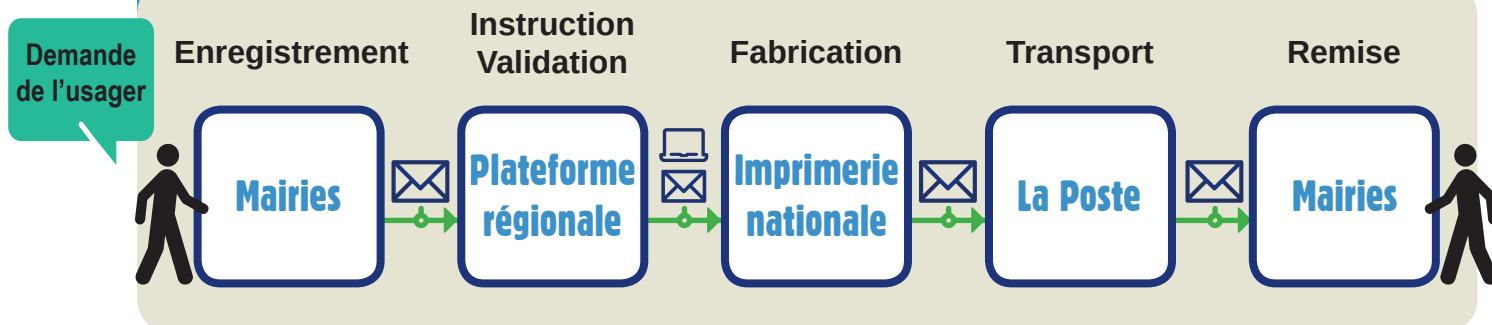 Demande
de l’usager
Enregistrement
Instruction
Validation
Fabrication
Transport
Remise
Mairies
Plateforme
régionale
Imprimerie
nationale
La Poste
Mairies